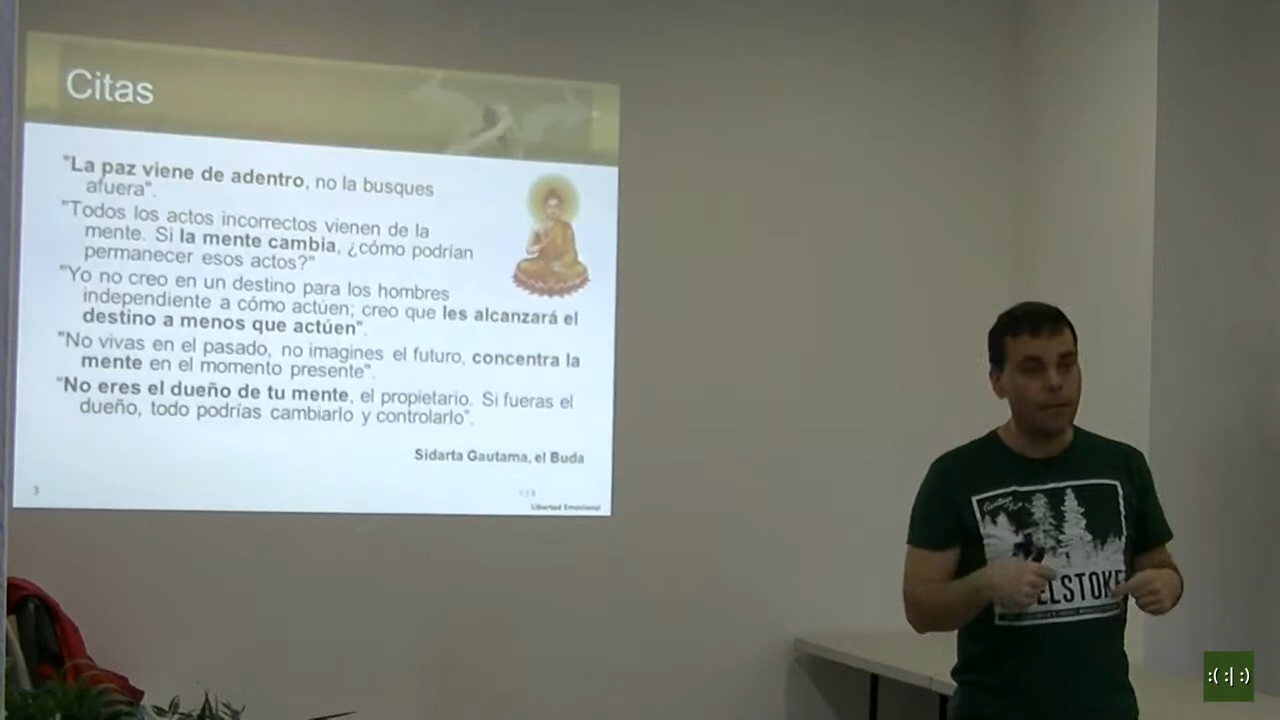 Citas
"La paz viene de adentro, no la busques
afuera".
"Todos los actos incorrectos vienen de la
mente. Si la mente cambia, ¿cómo podrían
permanecer esos actos?"
"Yo no creo en un destino para los hombres
independiente a cómo actúen; creo que les alcanzará el
destino a menos que actúen".
"No vivas en el pasado, no imagines el futuro, concentra la
mente en el momento presente".
"No eres el dueño de tu mente, el propietario. Si fueras el
dueño, todo podrías cambiarlo y controlarlo".
Sidarta Gautama, el Buda
3
Libertad Emocional
ELSTOKE
:( :| :)